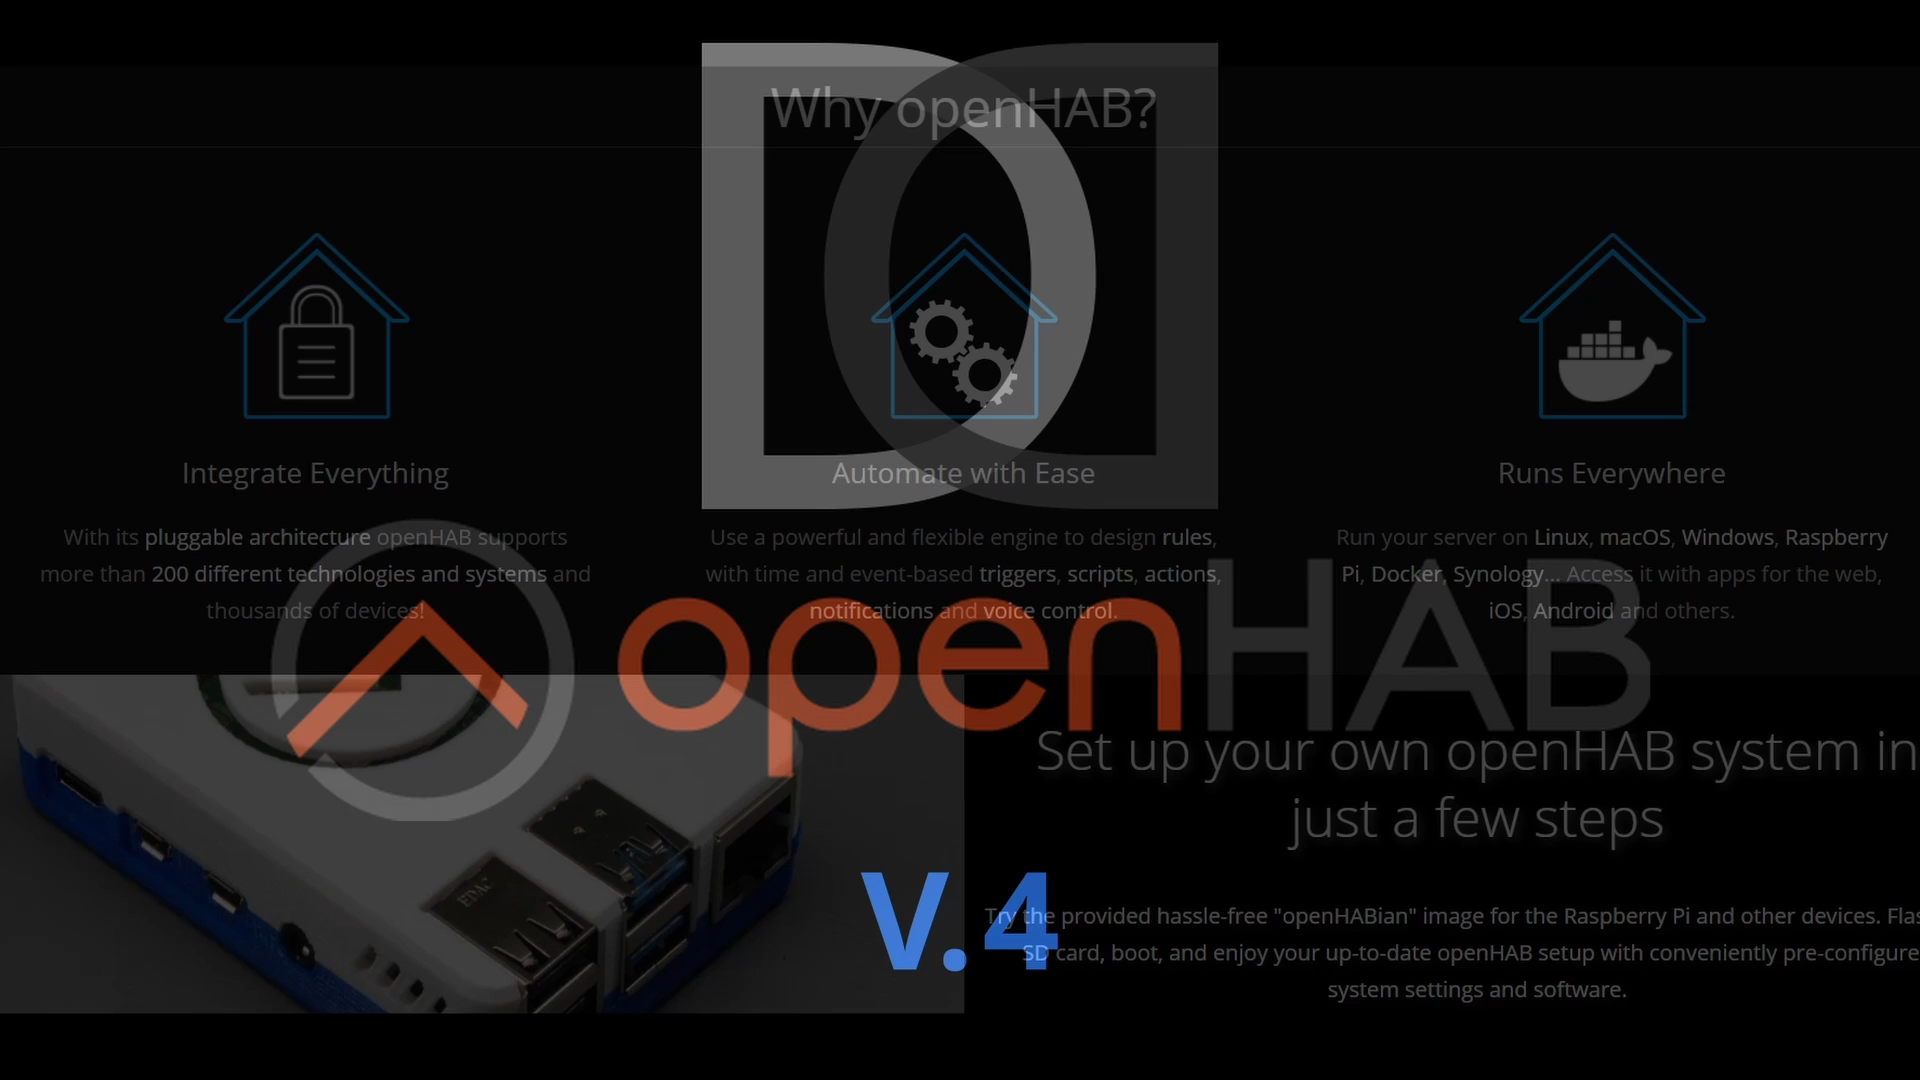 Why openHAB?
Integrate Everything
With its pluggable architecture openHAB supports
more than 200 different technologies and systems and
thousands of devices!
Automate with Ease
Use a powerful and flexible engine to design rules,
with time and event-based triggers, scripts, actions,
notifications and voice control.
Runs Everywhere
Run your server on Linux, macOS, Windows, Raspberry
Pi, Docker, Synology... Access it with apps for the web,
iOS, Android and others.
openHAB
V.4
Set up your own openHAB system in
just a few steps
Try the provided hassle-free "openHABian" image for the Raspberry Pi and other devices.
SD card, boot, and enjoy your up-to-date openHAB setup with conveniently
system settings and software.
EDAC